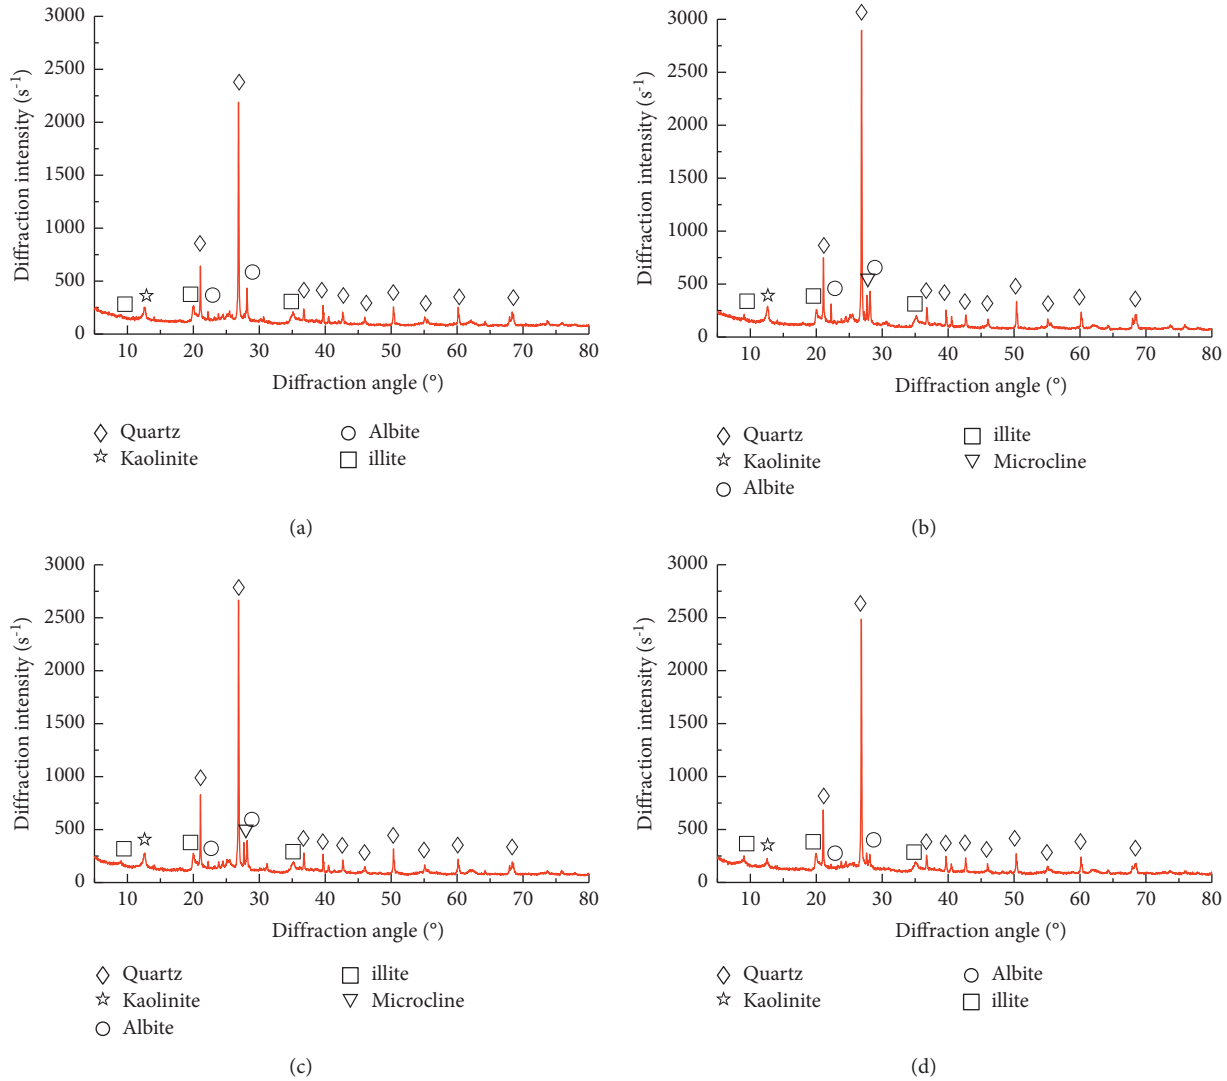 3000
2500
2000
1500
1000
500
0
Diffraction intensity (s-1)
10 20 30 40 50 60 70 80
Diffraction angle (°)
Quartz Albite
Kaolinite illite
(a)
3000
2500
2000
1500
1000
500
0
Diffraction intensity (s-1)
10 20 30 40 50 60 70 80
Diffraction angle (°)
Quartz illite
Kaolinite Microcline
Albite
(b)
3000
2500
2000
1500
1000
500
0
Diffraction intensity (s-1)
10 20 30 40 50 60 70 80
Diffraction angle (°)
Quartz illite
Kaolinite Microcline
Albite
(c)
3000
2500
2000
1500
1000
500
0
Diffraction intensity (s-1)
10 20 30 40 50 60 70 80
Diffraction angle (°)
Quartz Albite
Kaolinite illite
(d)